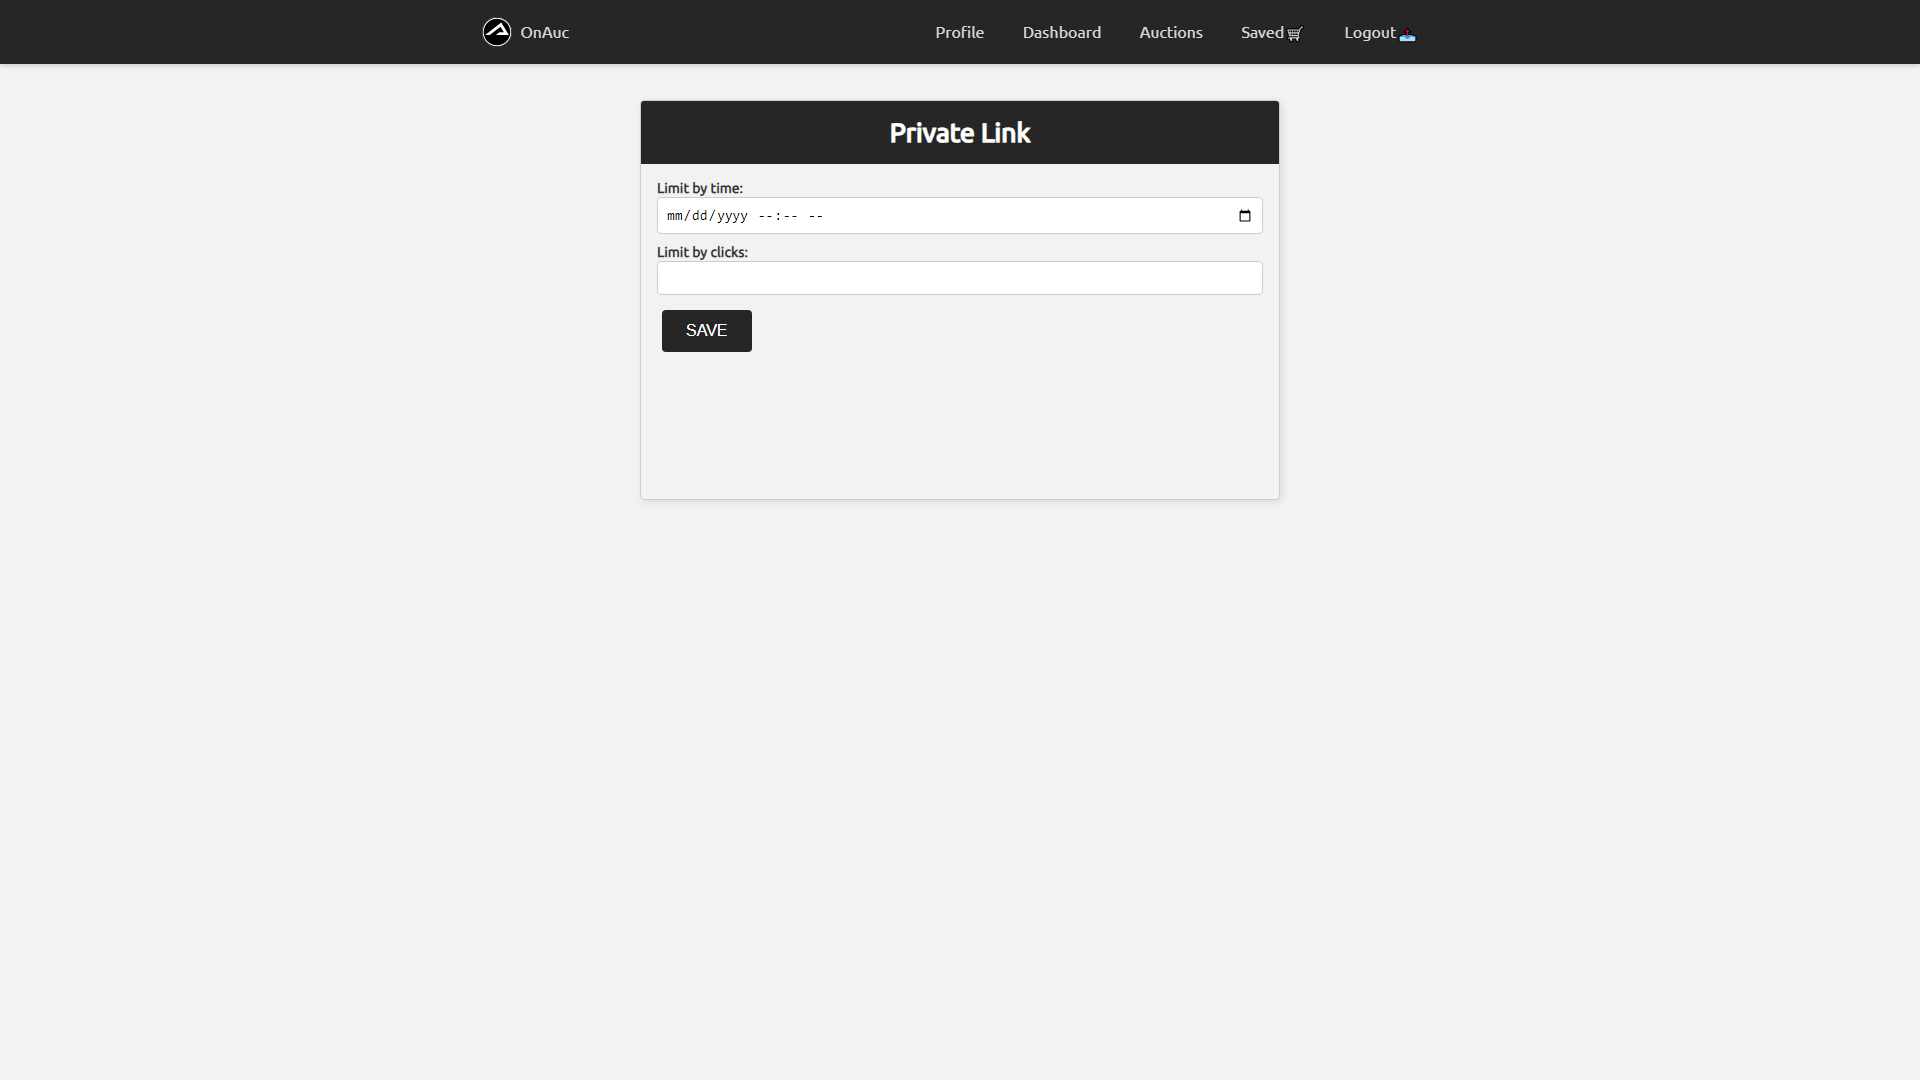 OnAuc Profile Dashboard Auctions Saved Logout
Private Link
Limit by time:
mm/dd/yyyy --:-- --
Limit by clicks:
SAVE